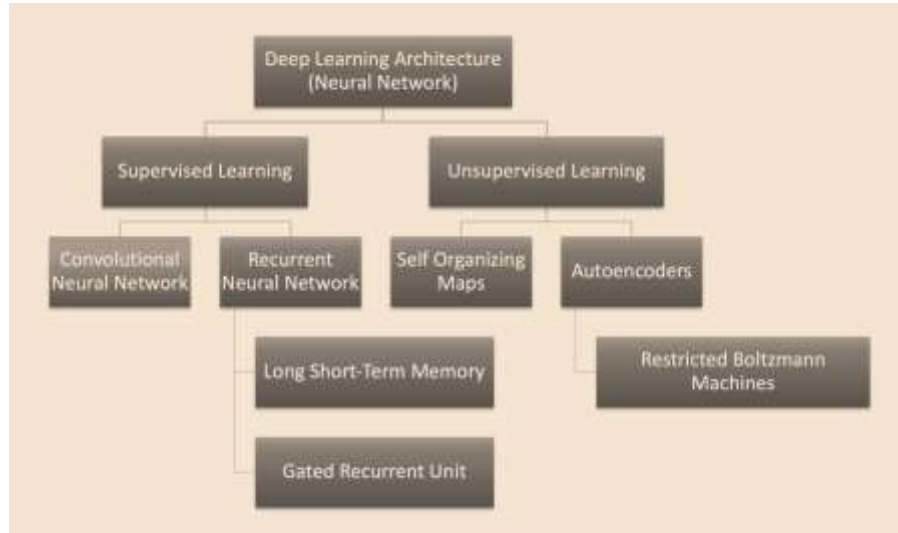 Deep Learning Architecture
(Neural Network)
Supervised Learning
Unsupervised Learning
Convolutional
Neural Network
Recurrent
Neural Network
Self Organizing
Maps
Autoencoders
Long Short-Term Memory
Restricted Boltzmann
Machines
Gated Recurrent Unit